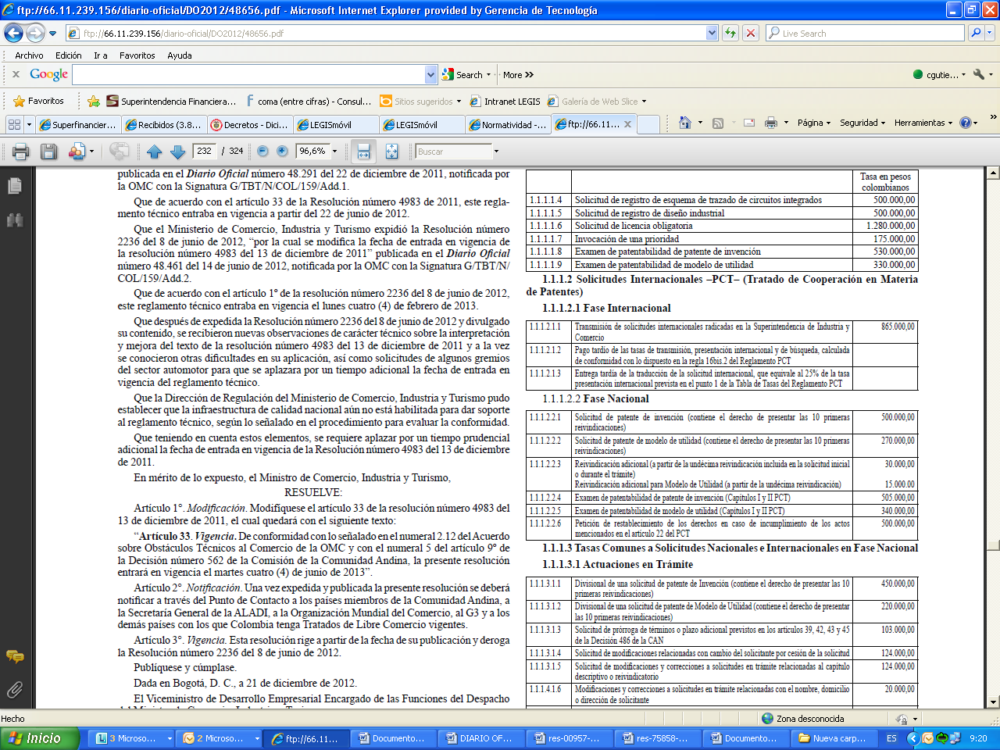 ftp://66.11.239.156/diario-oficial/DO2012/48656.pdf - Microsoft Internet Explorer provided by Gerencia de Tecnología
ftp://66.11.239.156/diario-oficial/DO2012/48656.pdf
Live Search
Archivo Edición Ir a Favoritos Ayuda
x Google Search More >> cgutie...
Favoritos Superintendencia Financiera... coma (entre cifras) - Consul... Sitios sugeridos Intranet LEGIS Galería de Web Slice
Superfinancier... Recibidos (3.8... Decretos - Dici... LEGISmóvil LEGISmóvil Normatividad -... ftp://66.11... Página Seguridad Herramientas
232 / 324 96,6% Buscar
publicada en el Diario Oficial número 48.291 del 22 de diciembre de 2011, notificada por
la OMC con la Signatura G/TBT/N/COL/159/Add.1.
Que de acuerdo con el artículo 33 de la Resolución número 4983 de 2011, este regla-
mento técnico entraba en vigencia a partir del 22 de junio de 2012.
Que el Ministerio de Comercio, Industria y Turismo expidió la Resolución número
2236 del 8 de junio de 2012, “por la cual se modifica la fecha de entrada en vigencia de
la resolución número 4983 del 13 de diciembre de 2011” publicada en el Diario Oficial
número 48.461 del 14 de junio de 2012, notificada por la OMC con la Signatura G/TBT/N/
COL/159/Add.2.
Que de acuerdo con el artículo 1º de la resolución número 2236 del 8 de junio de 2012,
este reglamento técnico entraba en vigencia el lunes cuatro (4) de febrero de 2013.
Que después de expedida la Resolución número 2236 del 8 de junio de 2012 y divulgado
su contenido, se recibieron nuevas observaciones de carácter técnico sobre la interpretación
y mejora del texto de la resolución número 4983 del 13 de diciembre de 2011 y a la vez
se conocieron otras dificultades en su aplicación, así como solicitudes de algunos gremios
del sector automotor para que se aplazara por un tiempo adicional la fecha de entrada en
vigencia del reglamento técnico.
Que la Dirección de Regulación del Ministerio de Comercio, Industria y Turismo pudo
establecer que la infraestructura de calidad nacional aún no está habilitada para dar soporte
al reglamento técnico, según lo señalado en el procedimiento para evaluar la conformidad.
Que teniendo en cuenta estos elementos, se requiere aplazar por un tiempo prudencial
adicional la fecha de entrada en vigencia de la Resolución número 4983 del 13 de diciembre
de 2011.
En mérito de lo expuesto, el Ministro de Comercio, Industria y Turismo,
RESUELVE:
Artículo 1°. Modificación. Modifíquese el artículo 33 de la resolución número 4983 del
13 de diciembre de 2011, el cual quedará con el siguiente texto:
“Artículo 33. Vigencia. De conformidad con lo señalado en el numeral 2.12 del Acuerdo
sobre Obstáculos Técnicos al Comercio de la OMC y con el numeral 5 del artículo 9º de
la Decisión número 562 de la Comisión de la Comunidad Andina, la presente resolución
entrará en vigencia el martes cuatro (4) de junio de 2013”.
Artículo 2°. Notificación. Una vez expedida y publicada la presente resolución se deberá
notificar a través del Punto de Contacto a los países miembros de la Comunidad Andina, a
la Secretaría General de la ALADI, a la Organización Mundial del Comercio, al G3 y a los
demás países con los que Colombia tenga Tratados de Libre Comercio vigentes.
Artículo 3°. Vigencia. Esta resolución rige a partir de la fecha de su publicación y deroga
la Resolución número 2236 del 8 de junio de 2012.
Publíquese y cúmplase.
Dada en Bogotá, D. C., a 21 de diciembre de 2012.
El Viceministro de Desarrollo Empresarial Encargado de las Funciones del Despacho
Tasa en pesos
colombianos
1.1.1.1.4 Solicitud de registro de esquema de trazado de circuitos integrados 500.000,00
1.1.1.1.5 Solicitud de registro de diseño industrial 500.000,00
1.1.1.1.6 Solicitud de licencia obligatoria 1.280.000,00
1.1.1.1.7 Invocación de una prioridad 175.000,00
1.1.1.1.8 Examen de patentabilidad de patente de invención 530.000,00
1.1.1.1.9 Examen de patentabilidad de modelo de utilidad 330.000,00
1.1.1.2 Solicitudes Internacionales –PCT– (Tratado de Cooperación en Materia
de Patentes)
1.1.1.2.1 Fase Internacional
1.1.1.2.1.1 Transmisión de solicitudes internacionales radicadas en la Superintendencia de Industria y 865.000,00
Comercio
1.1.1.2.1.2 Pago tardío de las tasas de transmisión, presentación internacional y de búsqueda, calculada
de conformidad con lo dispuesto en la regla 16bis.2 del Reglamento PCT
1.1.1.2.1.3 Entrega tardía de la traducción de la solicitud internacional, que equivale al 25% de la tasa
presentación internacional prevista en el punto 1 de la Tabla de Tasas del Reglamento PCT
1.1.1.2.2 Fase Nacional
1.1.1.2.2.1 Solicitud de patente de invención (contiene el derecho de presentar las 10 primeras 500.000,00
reivindicaciones)
1.1.1.2.2.2 Solicitud de patente de modelo de utilidad (contiene el derecho de presentar las 10 primeras 270.000,00
reivindicaciones)
1.1.1.2.2.3 Reivindicación adicional (a partir de la undécima reivindicación incluida en la solicitud inicial 30.000,00
o durante el trámite)
Reivindicación adicional para Modelo de Utilidad (a partir de la undécima reivindicación) 15.000.00
1.1.1.2.2.4 Examen de patentabilidad de patente de invención (Capítulos I y II PCT) 505.000,00
1.1.1.2.2.5 Examen de patentabilidad de modelo de utilidad (Capítulos I y II PCT) 340.000,00
1.1.1.2.2.6 Petición de restablecimiento de los derechos en caso de incumplimiento de los actos 500.000,00
mencionados en el artículo 22 del PCT
1.1.1.3 Tasas Comunes a Solicitudes Nacionales e Internacionales en Fase Nacional
1.1.1.3.1 Actuaciones en Trámite
1.1.1.3.1.1 Divisional de una solicitud de patente de Invención (contiene el derecho de presentar las 10 450.000,00
primeras reivindicaciones)
1.1.1.3.1.2 Divisional de una solicitud de patente de Modelo de Utilidad (contiene el derecho de presentar 220.000,00
las 10 primeras reivindicaciones)
1.1.1.3.1.3 Solicitud de prórroga de términos o plazo adicional previstos en los artículos 39, 42, 43 y 45 103.000,00
de la Decisión 486 de la CAN
1.1.1.3.1.4 Solicitud de modificaciones relacionadas con cambio del solicitante por cesión de la solicitud 124.000,00
1.1.1.3.1.5 Solicitud de modificaciones y correcciones a solicitudes en trámite relacionadas al capítulo 124.000,00
descriptivo o reivindicatorio
1.1.1.4.1.6 Modificaciones y correcciones a solicitudes en trámite relacionadas con el nombre, domicilio 20.000,00
o dirección de solicitante
Hecho Zona desconocida
Inicio 3 Microso... 2 Microso... ftp://66.11... Documento... DIARIO OF... res-00957-... res-75858-... Documento... Nueva carp... ES 9:20